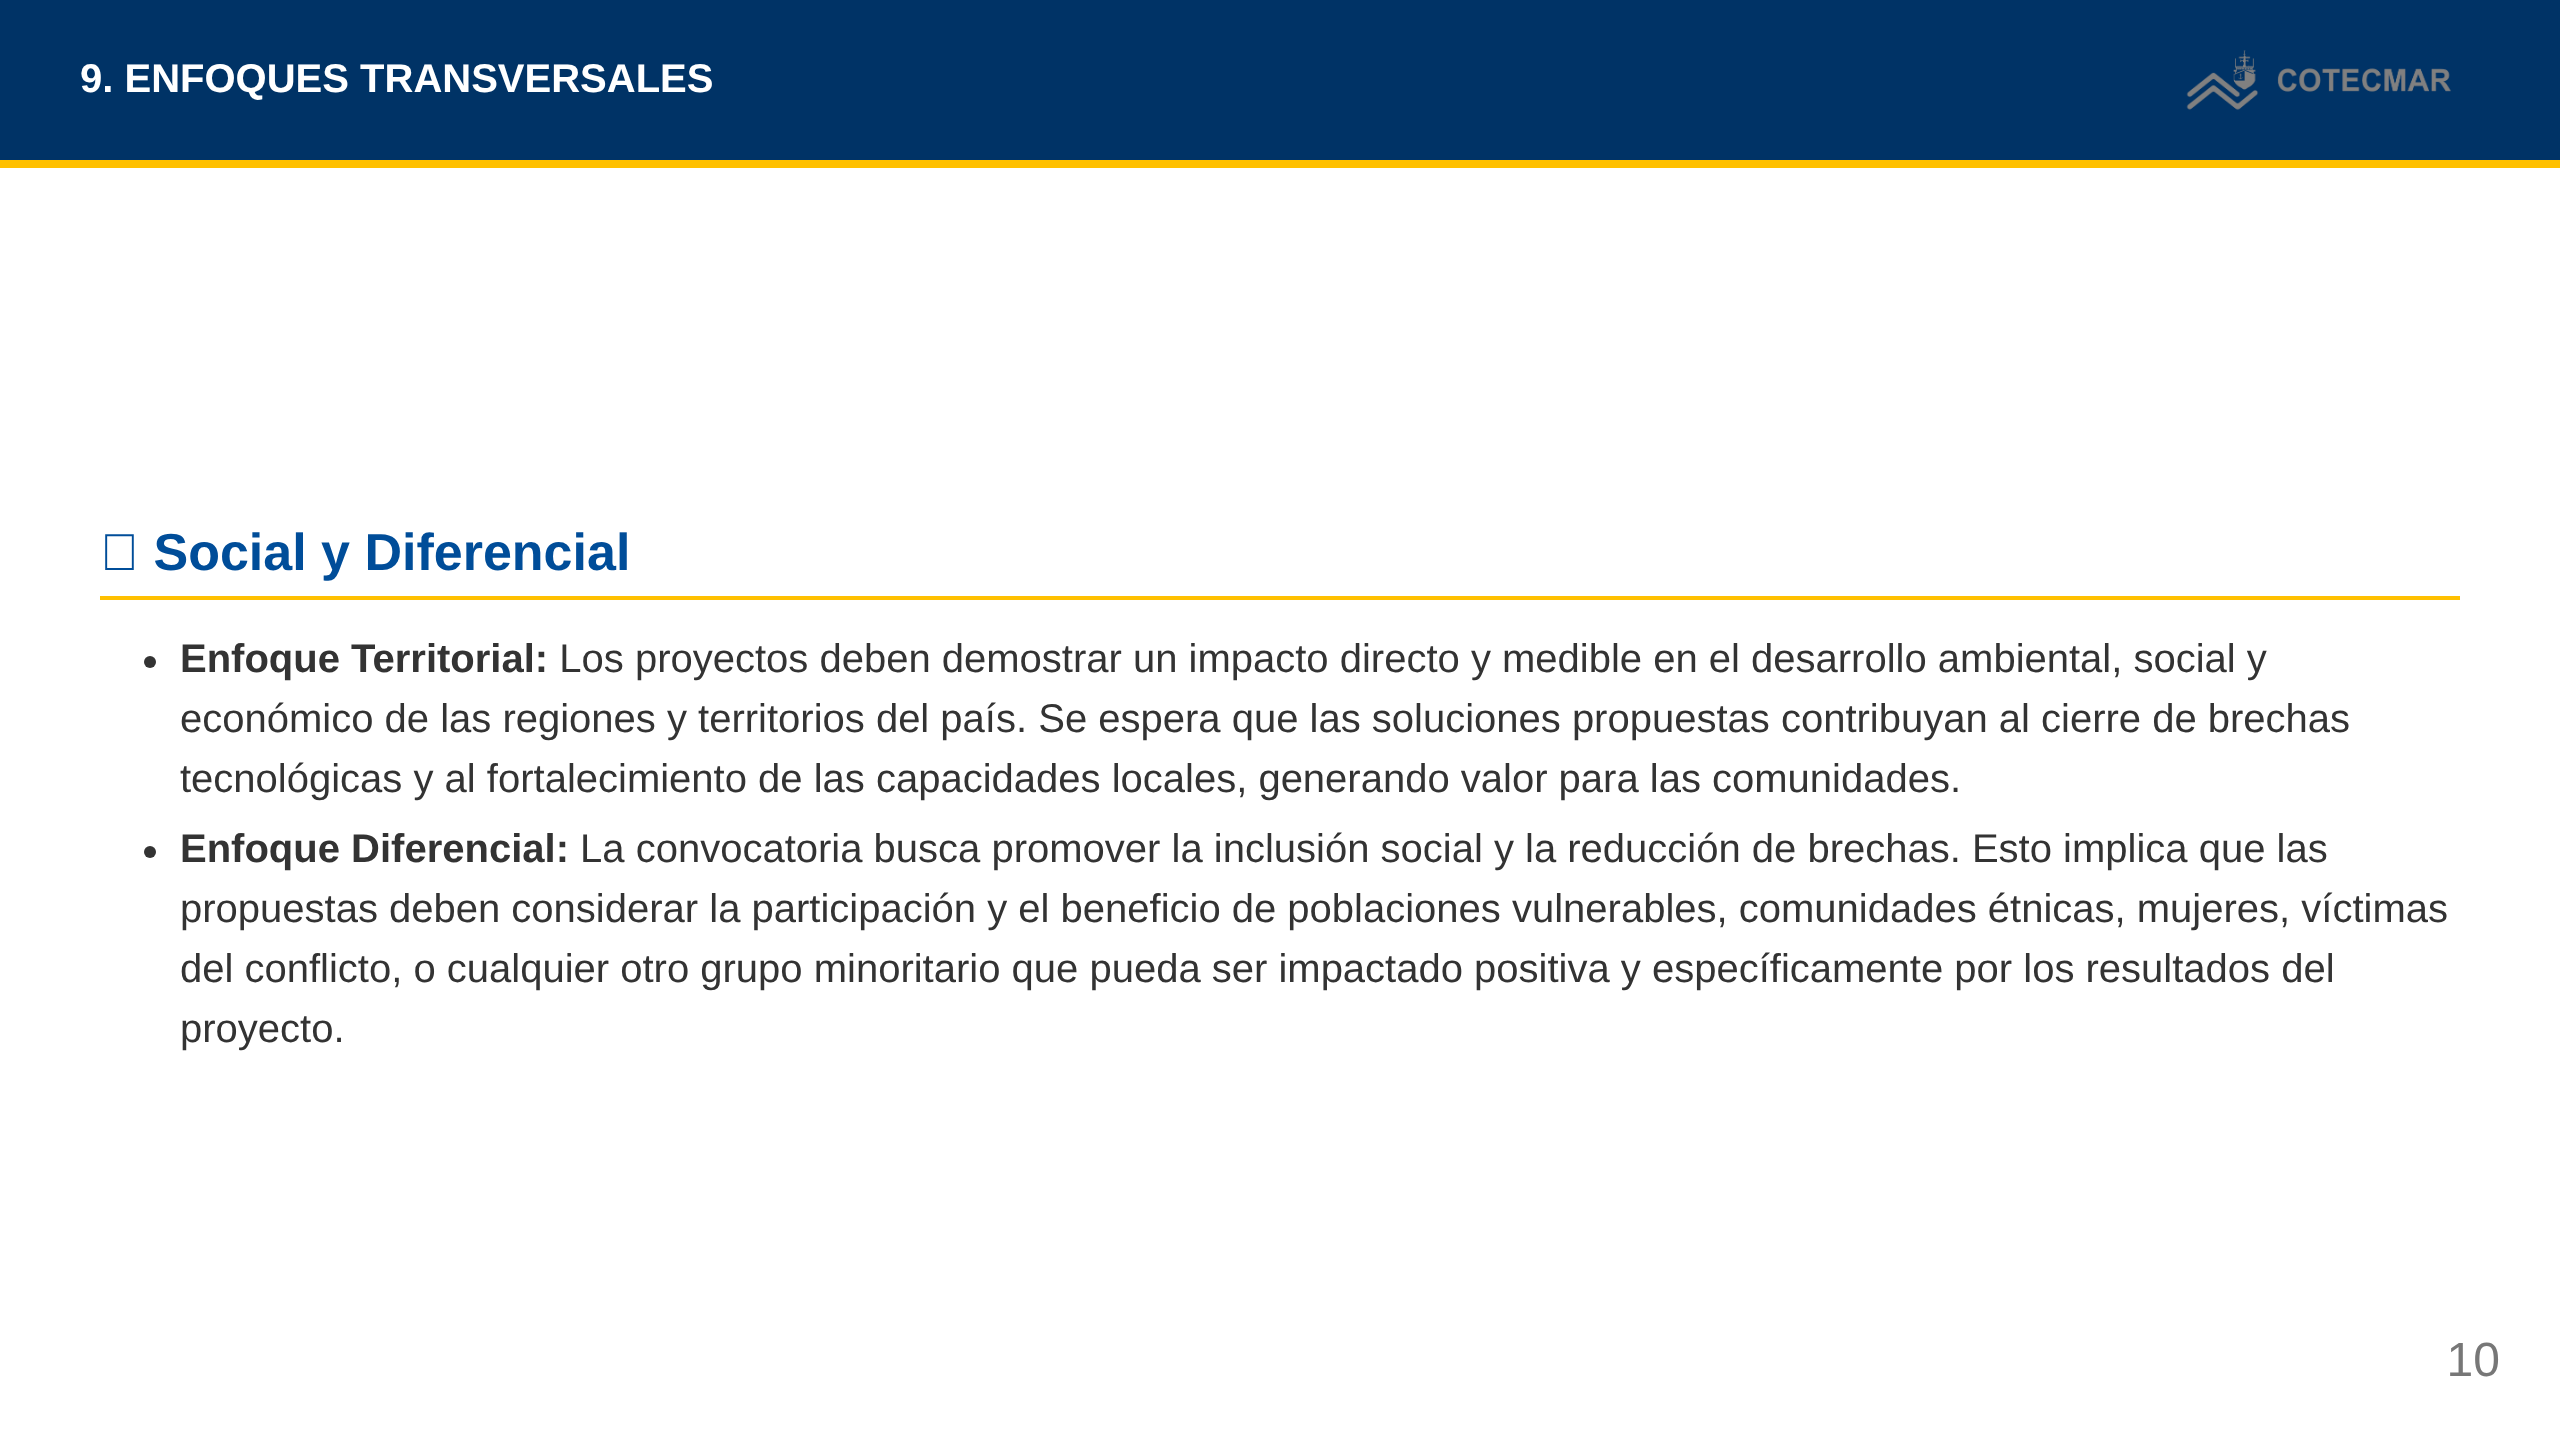 9. ENFOQUES TRANSVERSALES
COTECMAR
Social y Diferencial
• Enfoque Territorial: Los proyectos deben demostrar un impacto directo y medible en el desarrollo ambiental, social y
económico de las regiones y territorios del país. Se espera que las soluciones propuestas contribuyan al cierre de brechas
tecnológicas y al fortalecimiento de las capacidades locales, generando valor para las comunidades.
• Enfoque Diferencial: La convocatoria busca promover la inclusión social y la reducción de brechas. Esto implica que las
propuestas deben considerar la participación y el beneficio de poblaciones vulnerables, comunidades étnicas, mujeres, víctimas
del conflicto, o cualquier otro grupo minoritario que pueda ser impactado positiva y específicamente por los resultados del
proyecto.
10